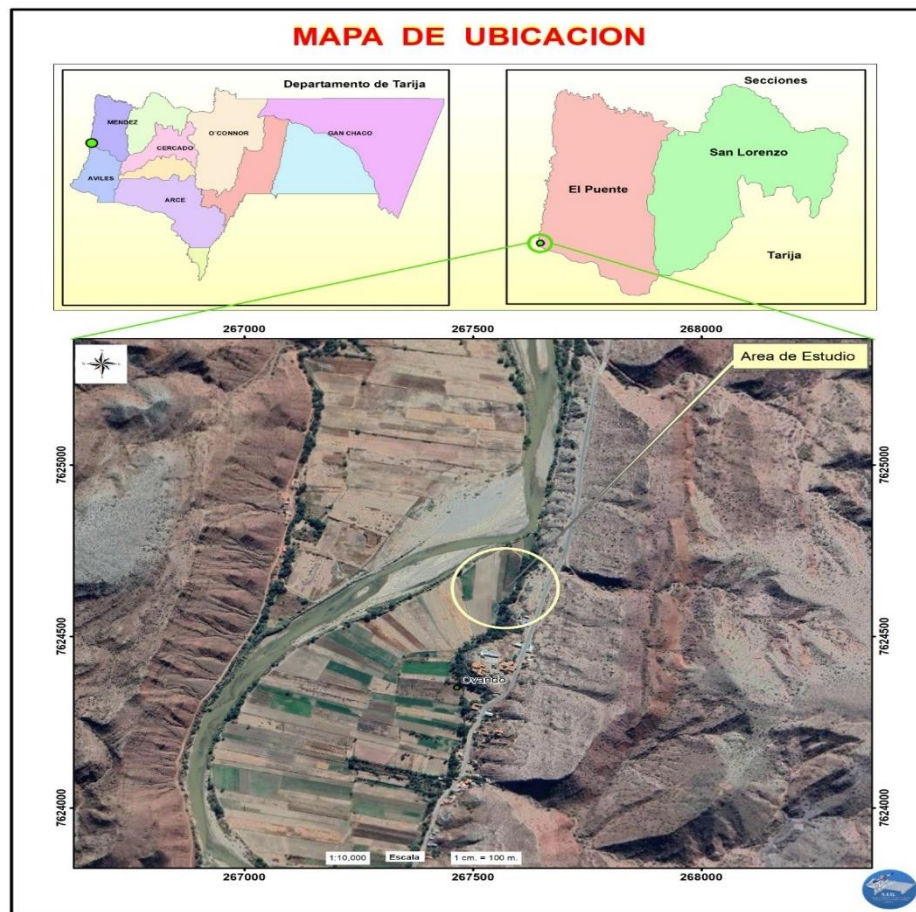 MAPA DE UBICACION
Departamento de Tarija
MENDEZ
O'CONNOR
GAN CHACO
CERCADO
AVILES
ARCE
Secciones
San Lorenzo
El Puente
Tarija
267000
267500
268000
Area de Estudio
7625000
7625000
7624500
7624500
Ovando
7624000
7624000
1:10,000 Escala 1 cm. = 100 m.
267000
267500
268000